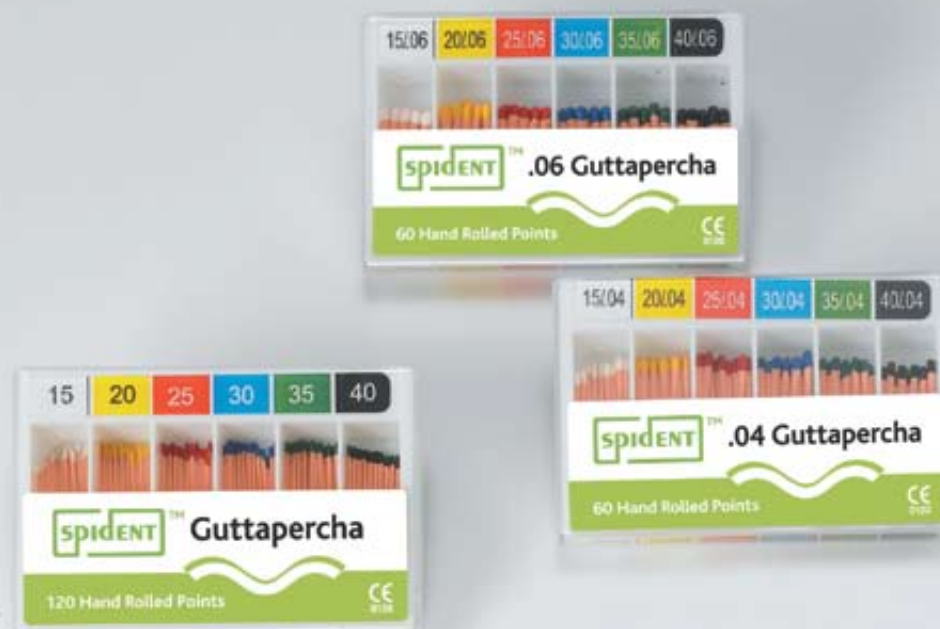 15/.06 20/.06 25/.06 30/.06 35/.06 40/.06
SPIDENT™ .06 Guttapercha
60 Hand Rolled Points
CE
15/.04 20/.04 25/.04 30/.04 35/.04 40/.04
SPIDENT™ .04 Guttapercha
60 Hand Rolled Points
CE
15 20 25 30 35 40
SPIDENT™ Guttapercha
120 Hand Rolled Points
CE